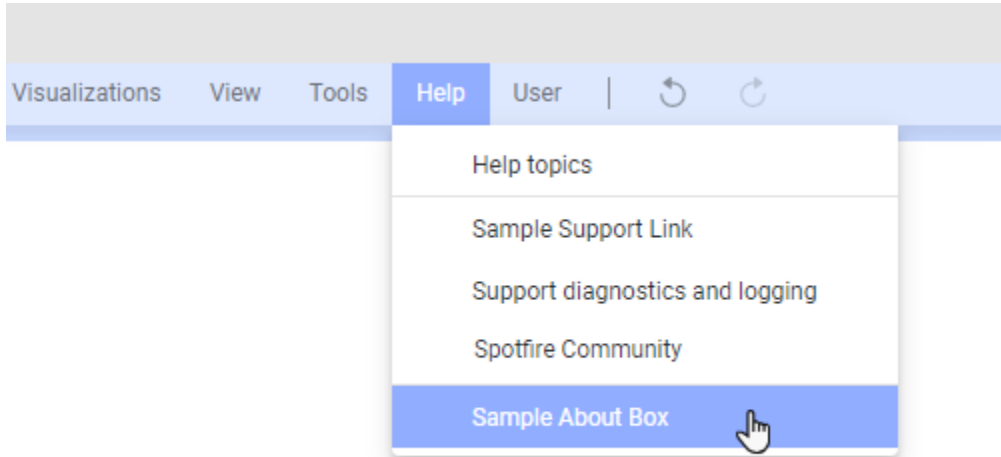 Visualizations View Tools Help User
Help topics
Sample Support Link
Support diagnostics and logging
Spotfire Community
Sample About Box